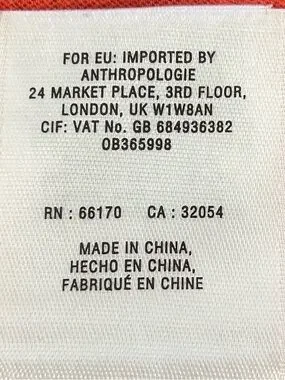 FOR EU: IMPORTED BY
ANTHROPOLOGIE
24 MARKET PLACE, 3RD FLOOR,
LONDON, UK W1W8AN
CIF: VAT No. GB 684936382
OB365998
RN : 66170 CA : 32054
MADE IN CHINA,
HECHO EN CHINA,
FABRIQUÉ EN CHINE